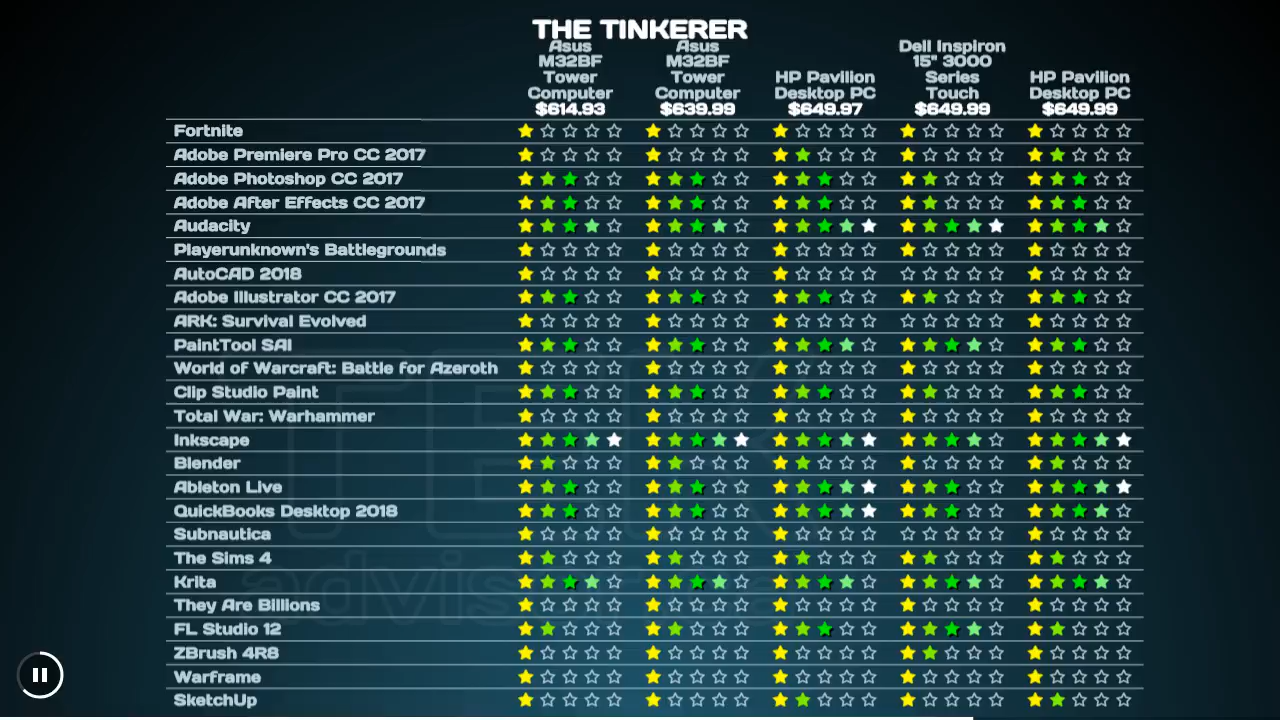 THE TINKERER
Asus M32BF Tower Computer $614.93
Asus M32BF Tower Computer $639.99
HP Pavilion Desktop PC $649.97
Dell Inspiron 15" 3000 Series Touch $649.99
HP Pavilion Desktop PC $649.99
Fortnite
Adobe Premiere Pro CC 2017
Adobe Photoshop CC 2017
Adobe After Effects CC 2017
Audacity
Playerunknown's Battlegrounds
AutoCAD 2018
Adobe Illustrator CC 2017
ARK: Survival Evolved
PaintTool SAI
World of Warcraft: Battle for Azeroth
Clip Studio Paint
Total War: Warhammer
Inkscape
Blender
Ableton Live
QuickBooks Desktop 2018
Subnautica
The Sims 4
Krita
They Are Billions
FL Studio 12
ZBrush 4R8
Warframe
SketchUp